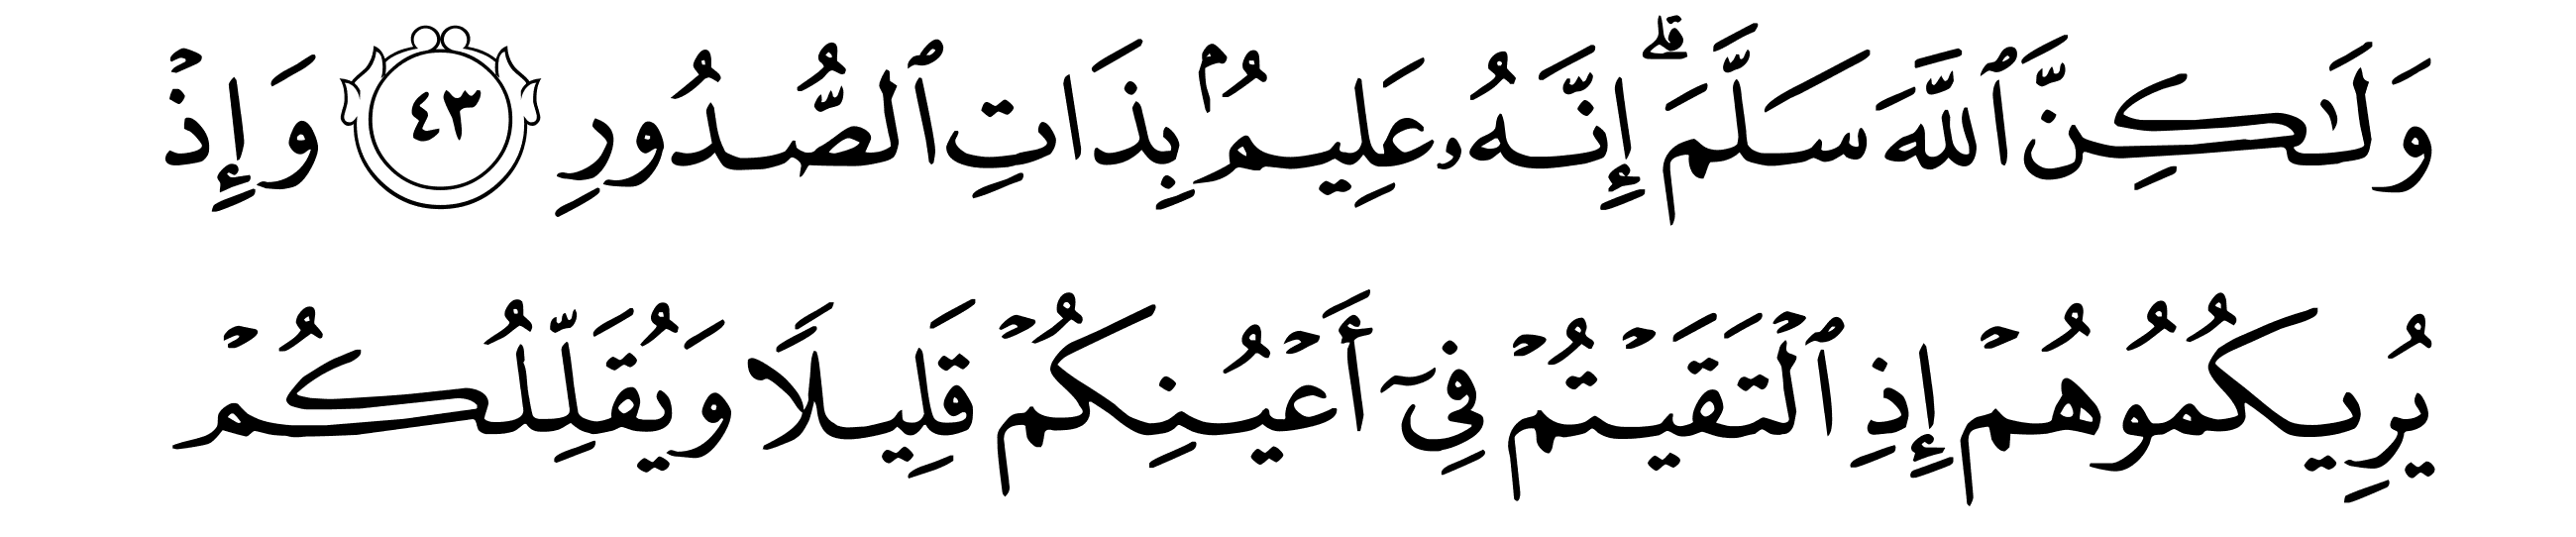 وَلَٰكِنَّ ٱللَّهَ سَلَّمَۗ إِنَّهُۥ عَلِيمُۢ بِذَاتِ ٱلصُّدُورِ ٤٣ وَإِذۡ
يُرِيكُمُوهُمۡ إِذِ ٱلۡتَقَيۡتُمۡ فِيٓ أَعۡيُنِكُمۡ قَلِيلًا وَيُقَلِّلُكُمۡ